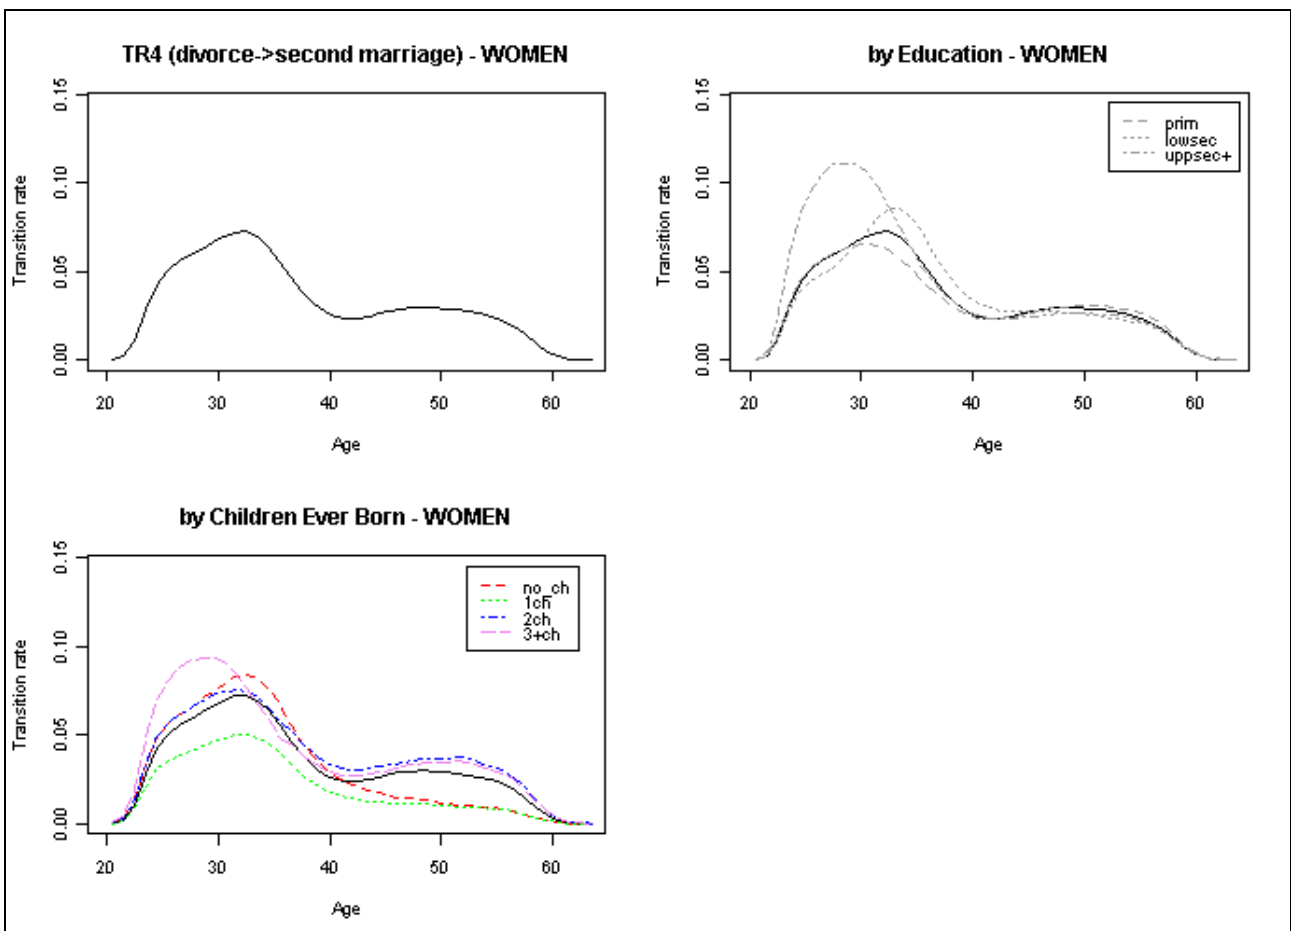 TR4 (divorce->second marriage) - WOMEN
0.15
0.10
0.05
0.00
Transition rate
20 30 40 50 60
Age
by Education - WOMEN
0.15
0.10
0.05
0.00
Transition rate
prim
lowsec
uppsec+
20 30 40 50 60
Age
by Children Ever Born - WOMEN
0.15
0.10
0.05
0.00
Transition rate
no_ch
1ch
2ch
3+ch
20 30 40 50 60
Age